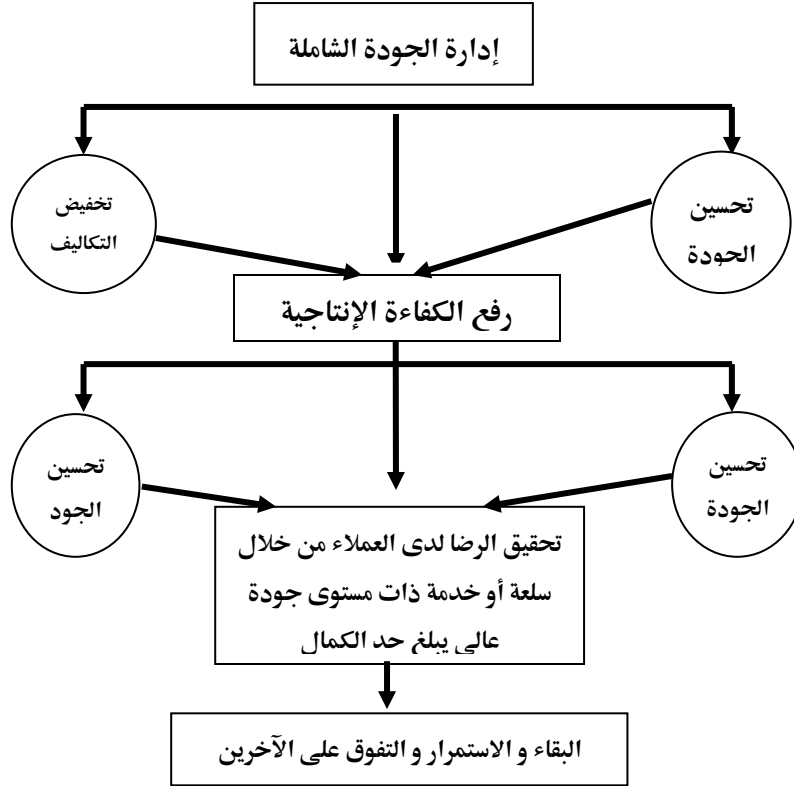 إدارة الجودة الشاملة
تحسين
الجودة
تخفيض
التكاليف
رفع الكفاءة الإنتاجية
تحسين
الجودة
تحسين
الجود
تحقيق الرضا لدى العملاء من خلال
سلعة أو خدمة ذات مستوى جودة
عالي يبلغ حد الكمال
البقاء و الاستمرار و التفوق على الآخرين